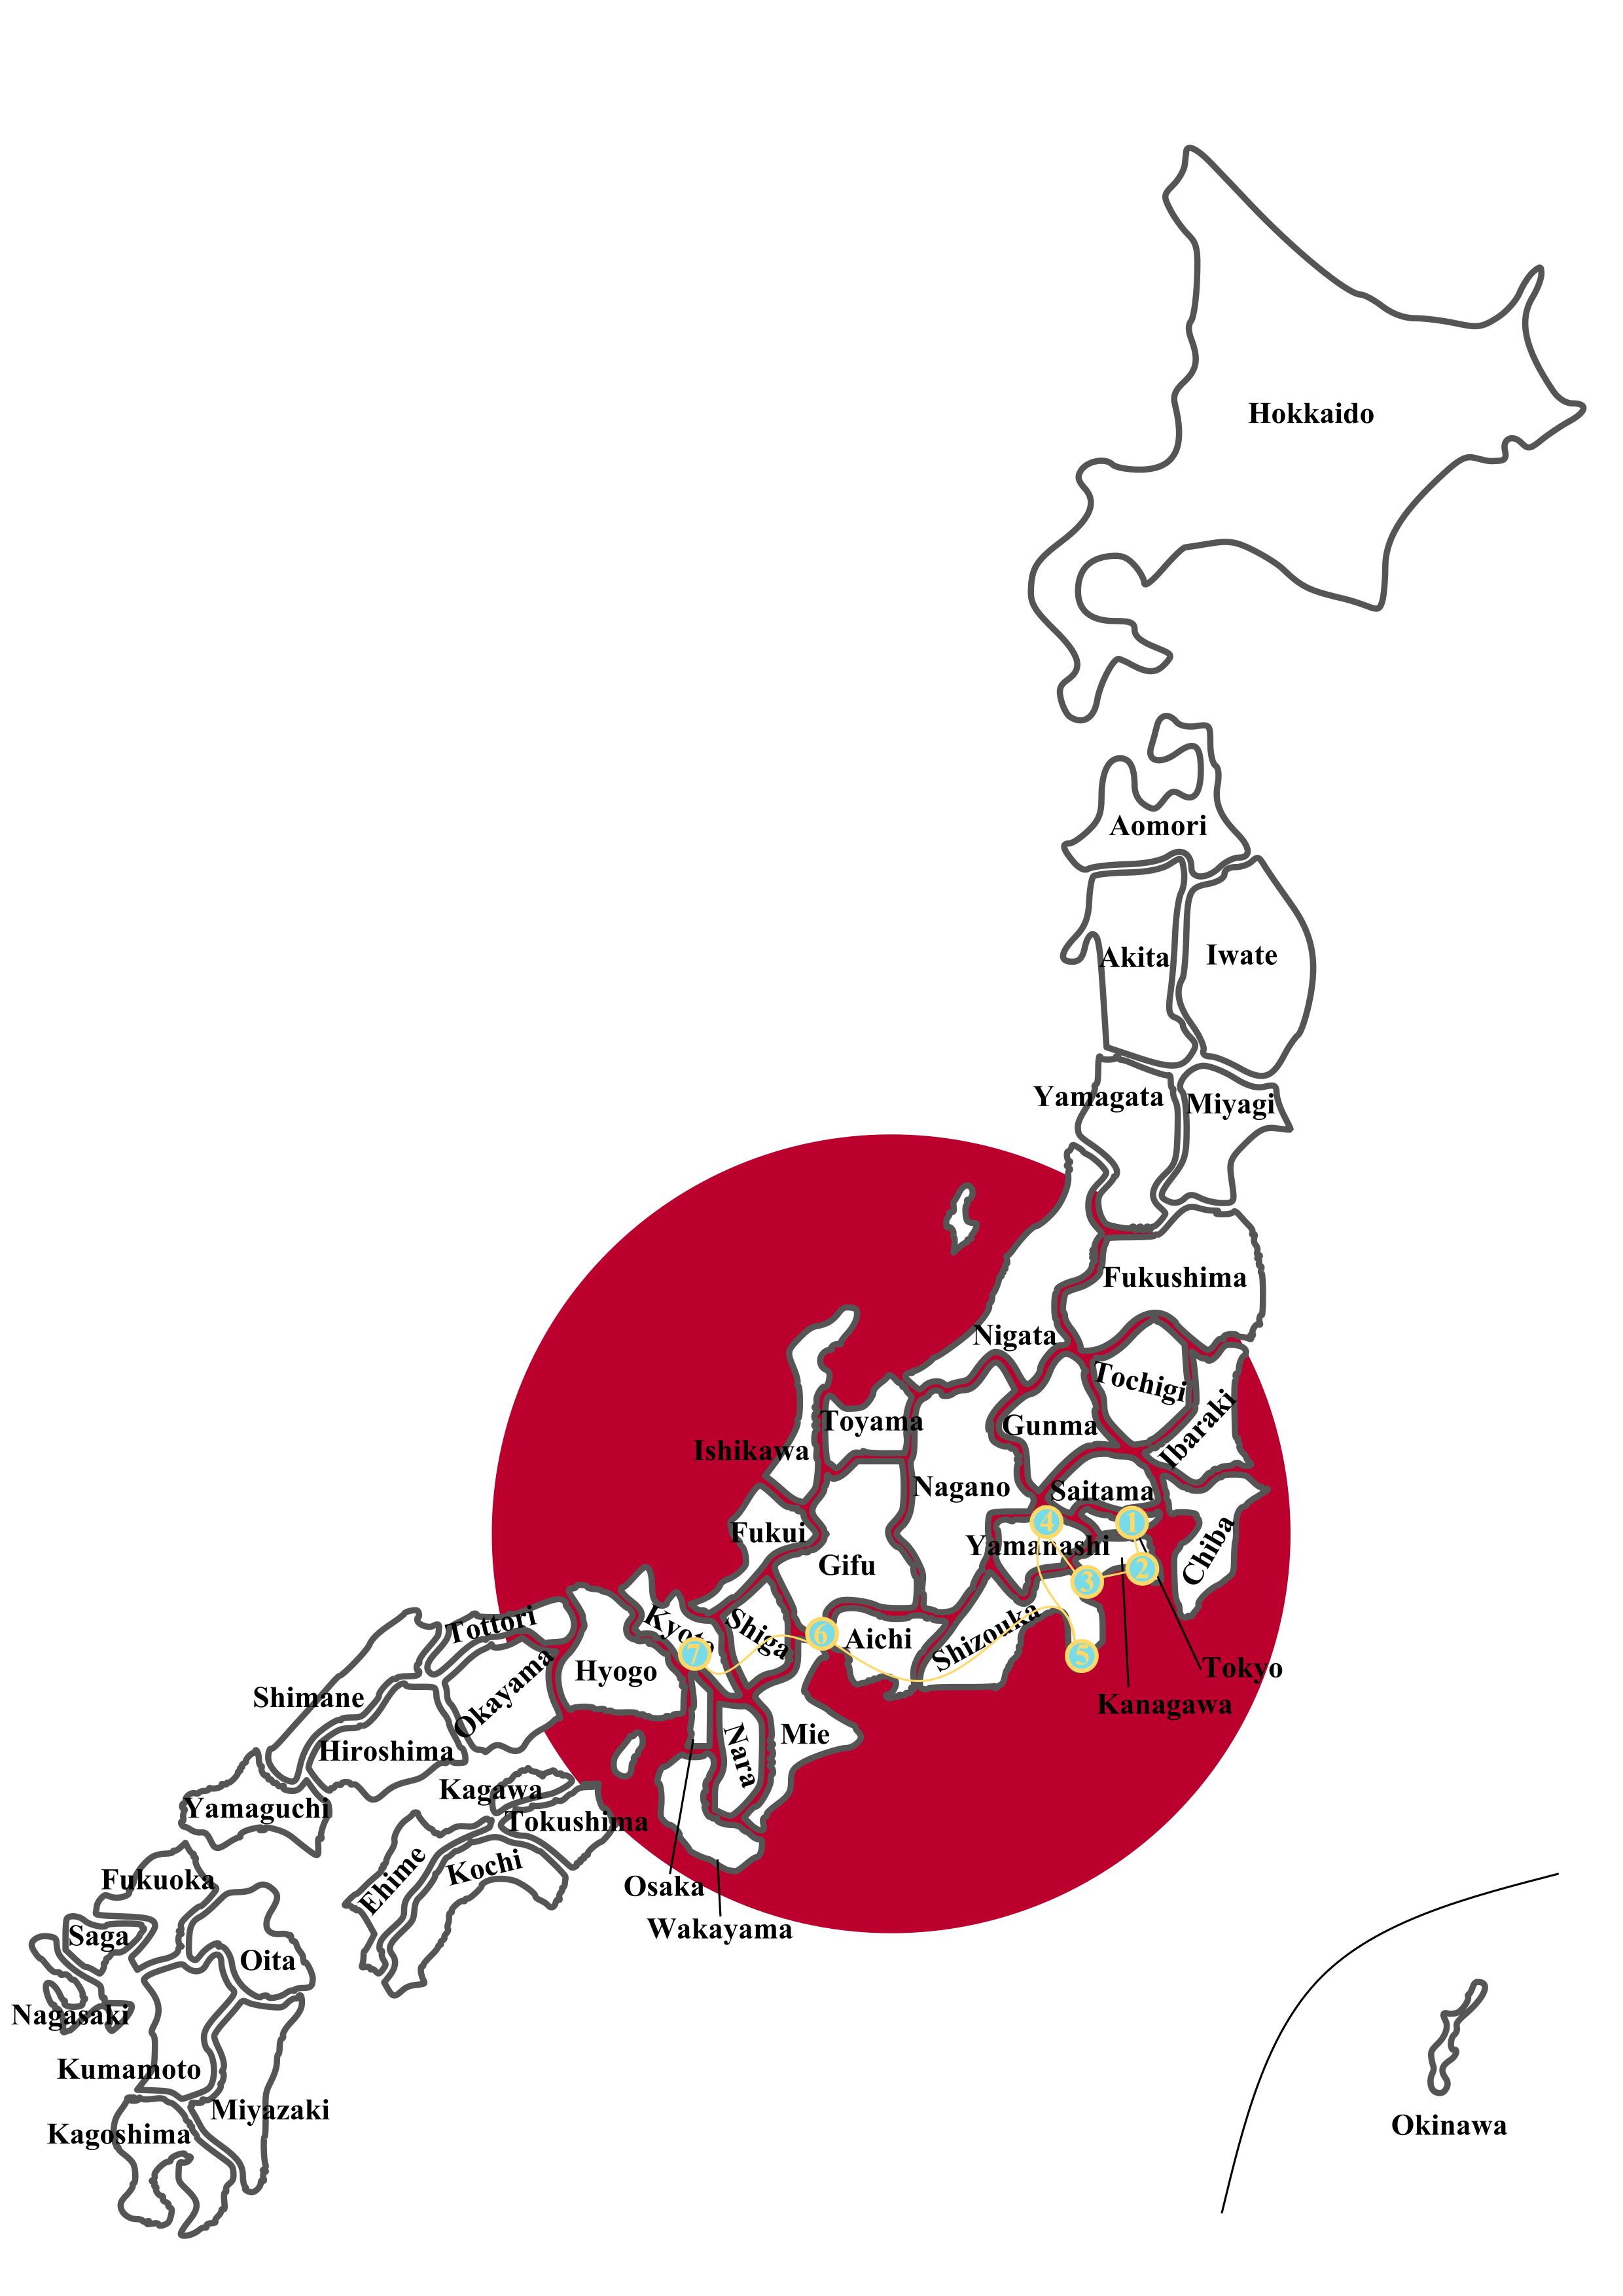 Hokkaido
Aomori
Akita
Iwate
Yamagata
Miyagi
Fukushima
Nigata
Tochigi
Ibaraki
Gunma
Toyama
Ishikawa
Nagano
Saitama
4
1
Fukui
Yamanashi
Chiba
Gifu
2
3
Kyoto
Shiga
6
Aichi
Shizouka
5
7
Tottori
Hyogo
Tokyo
Okayama
Shimane
Kanagawa
Mie
Nara
Hiroshima
Kagawa
Yamaguchi
Tokushima
Ehime
Kochi
Fukuoka
Osaka
Wakayama
Saga
Oita
Nagasaki
Kumamoto
Miyazaki
Kagoshima
Okinawa